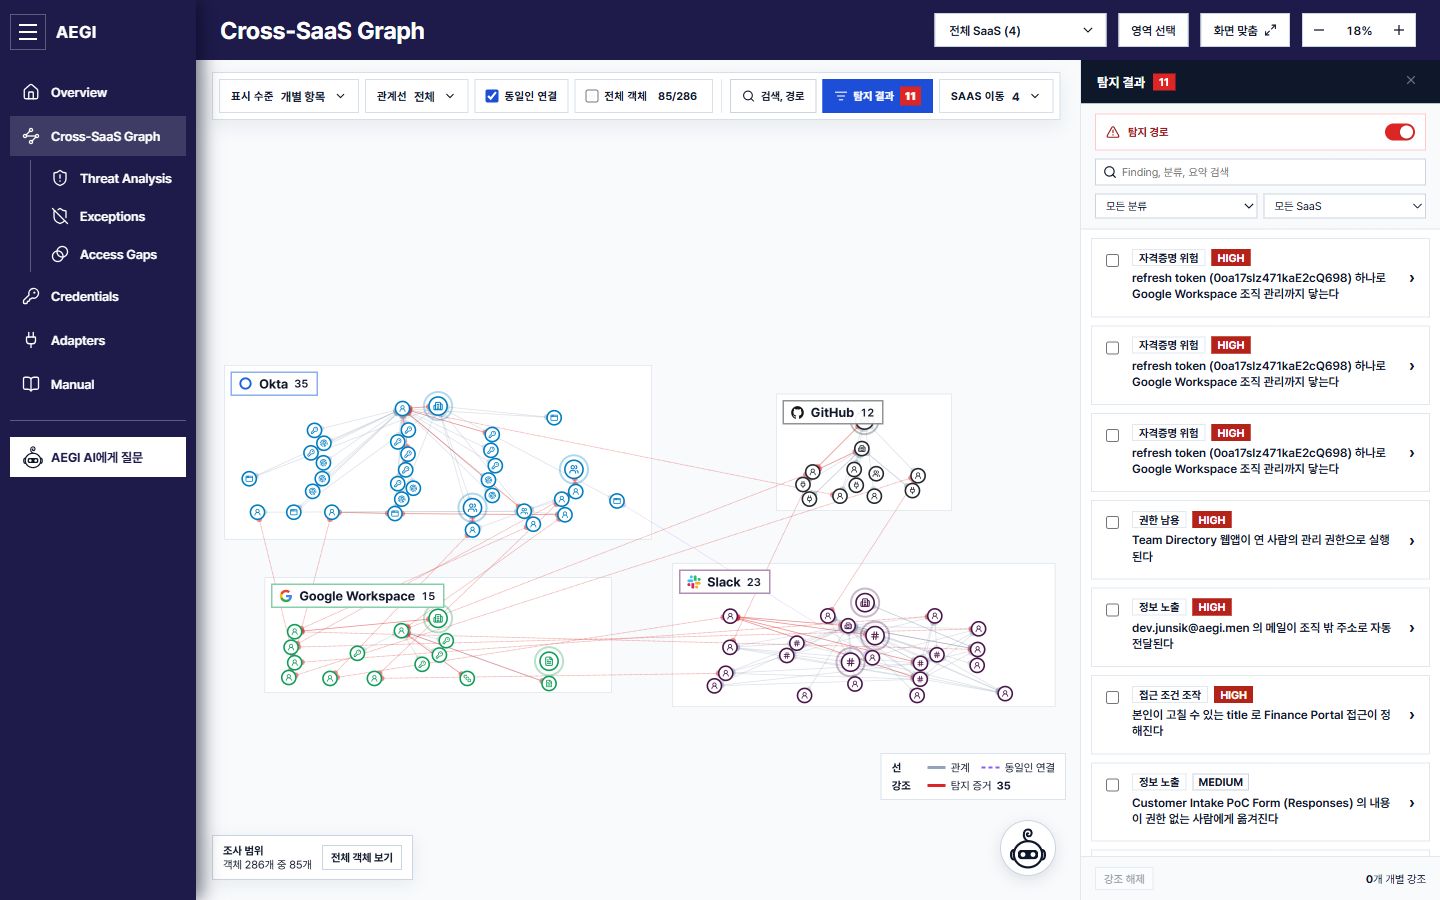 AEGI
Cross-SaaS Graph
전체 SaaS (4)
영역 선택
화면 맞춤
18%
Overview
Cross-SaaS Graph
Threat Analysis
Exceptions
Access Gaps
Credentials
Adapters
Manual
AEGI AI에게 질문
표시 수준 개별 항목
관계선 전체
동일인 연결
전체 객체 85/286
검색, 경로
탐지 결과 11
SAAS 이동 4
Okta 35
GitHub 12
Google Workspace 15
Slack 23
선 관계 동일인 연결
강조 탐지 증거 35
조사 범위
객체 286개 중 85개
전체 객체 보기
탐지 결과 11
탐지 경로
Finding, 분류, 요약 검색
모든 분류
모든 SaaS
자격증명 위험 HIGH
refresh token (0oa17slz471kaE2cQ698) 하나로
Google Workspace 조직 관리까지 닿는다
자격증명 위험 HIGH
refresh token (0oa17slz471kaE2cQ698) 하나로
Google Workspace 조직 관리까지 닿는다
자격증명 위험 HIGH
refresh token (0oa17slz471kaE2cQ698) 하나로
Google Workspace 조직 관리까지 닿는다
권한 남용 HIGH
Team Directory 웹앱이 연 사람의 관리 권한으로 실행
된다
정보 노출 HIGH
dev.junsik@aegi.men 의 메일이 조직 밖 주소로 자동
전달된다
접근 조건 조작 HIGH
본인이 고칠 수 있는 title 로 Finance Portal 접근이 정
해진다
정보 노출 MEDIUM
Customer Intake PoC Form (Responses) 의 내용
이 권한 없는 사람에게 옮겨진다
강조 해제
0개 개별 강조